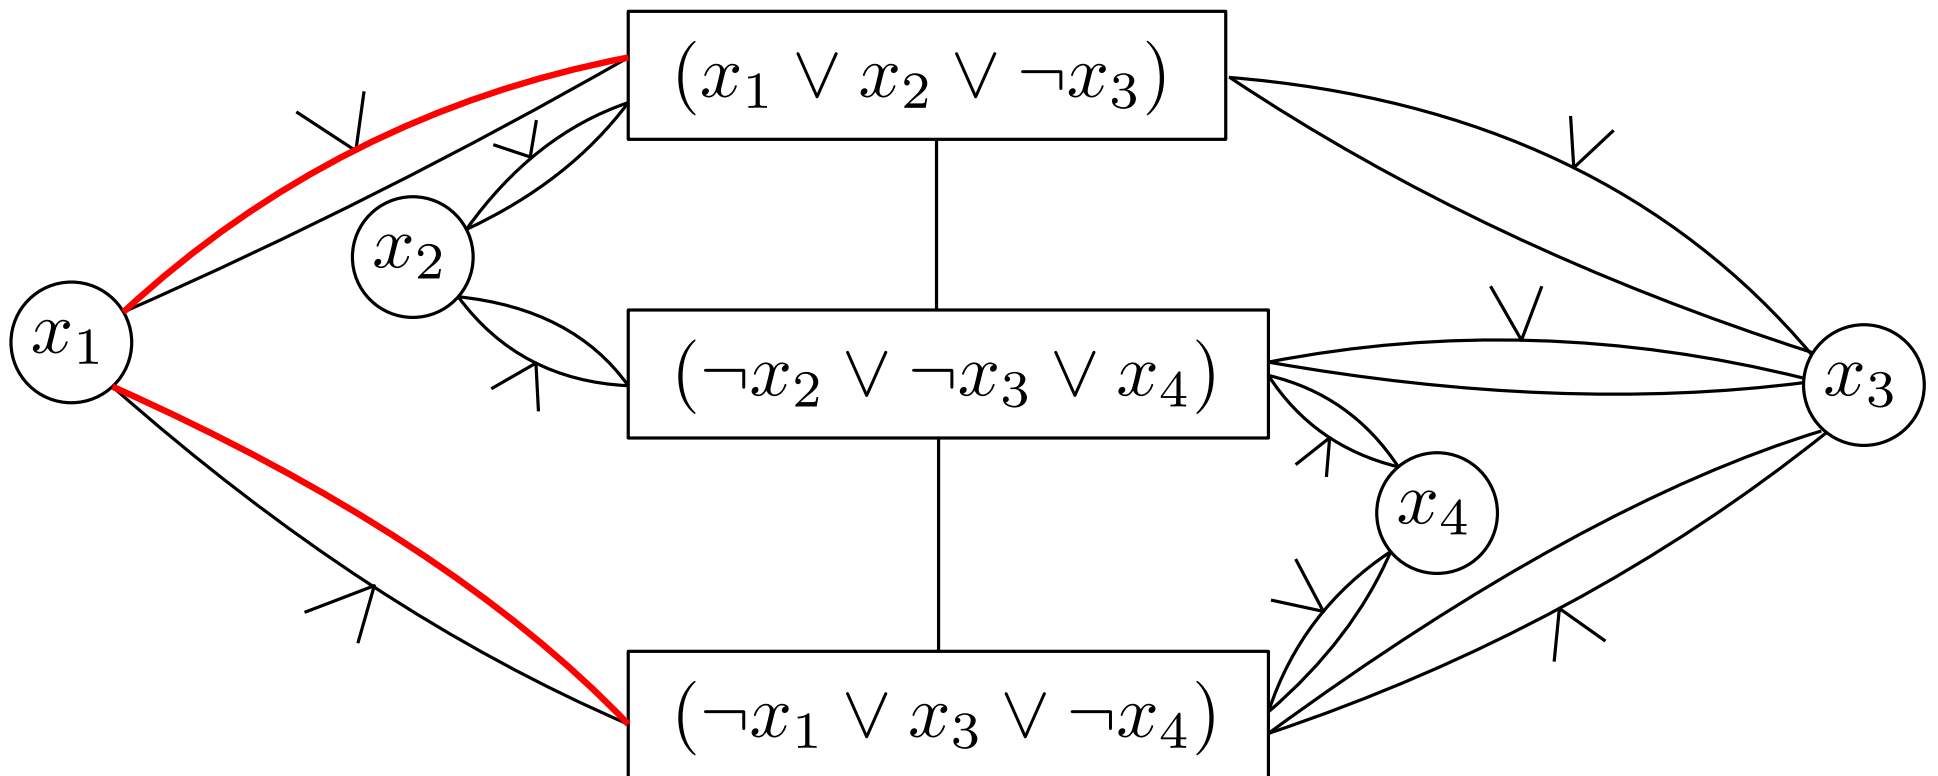 (x₁ ∨ x₂ ∨ ¬x₃)
x₂
x₁
(¬x₂ ∨ ¬x₃ ∨ x₄)
x₃
x₄
(¬x₁ ∨ x₃ ∨ ¬x₄)